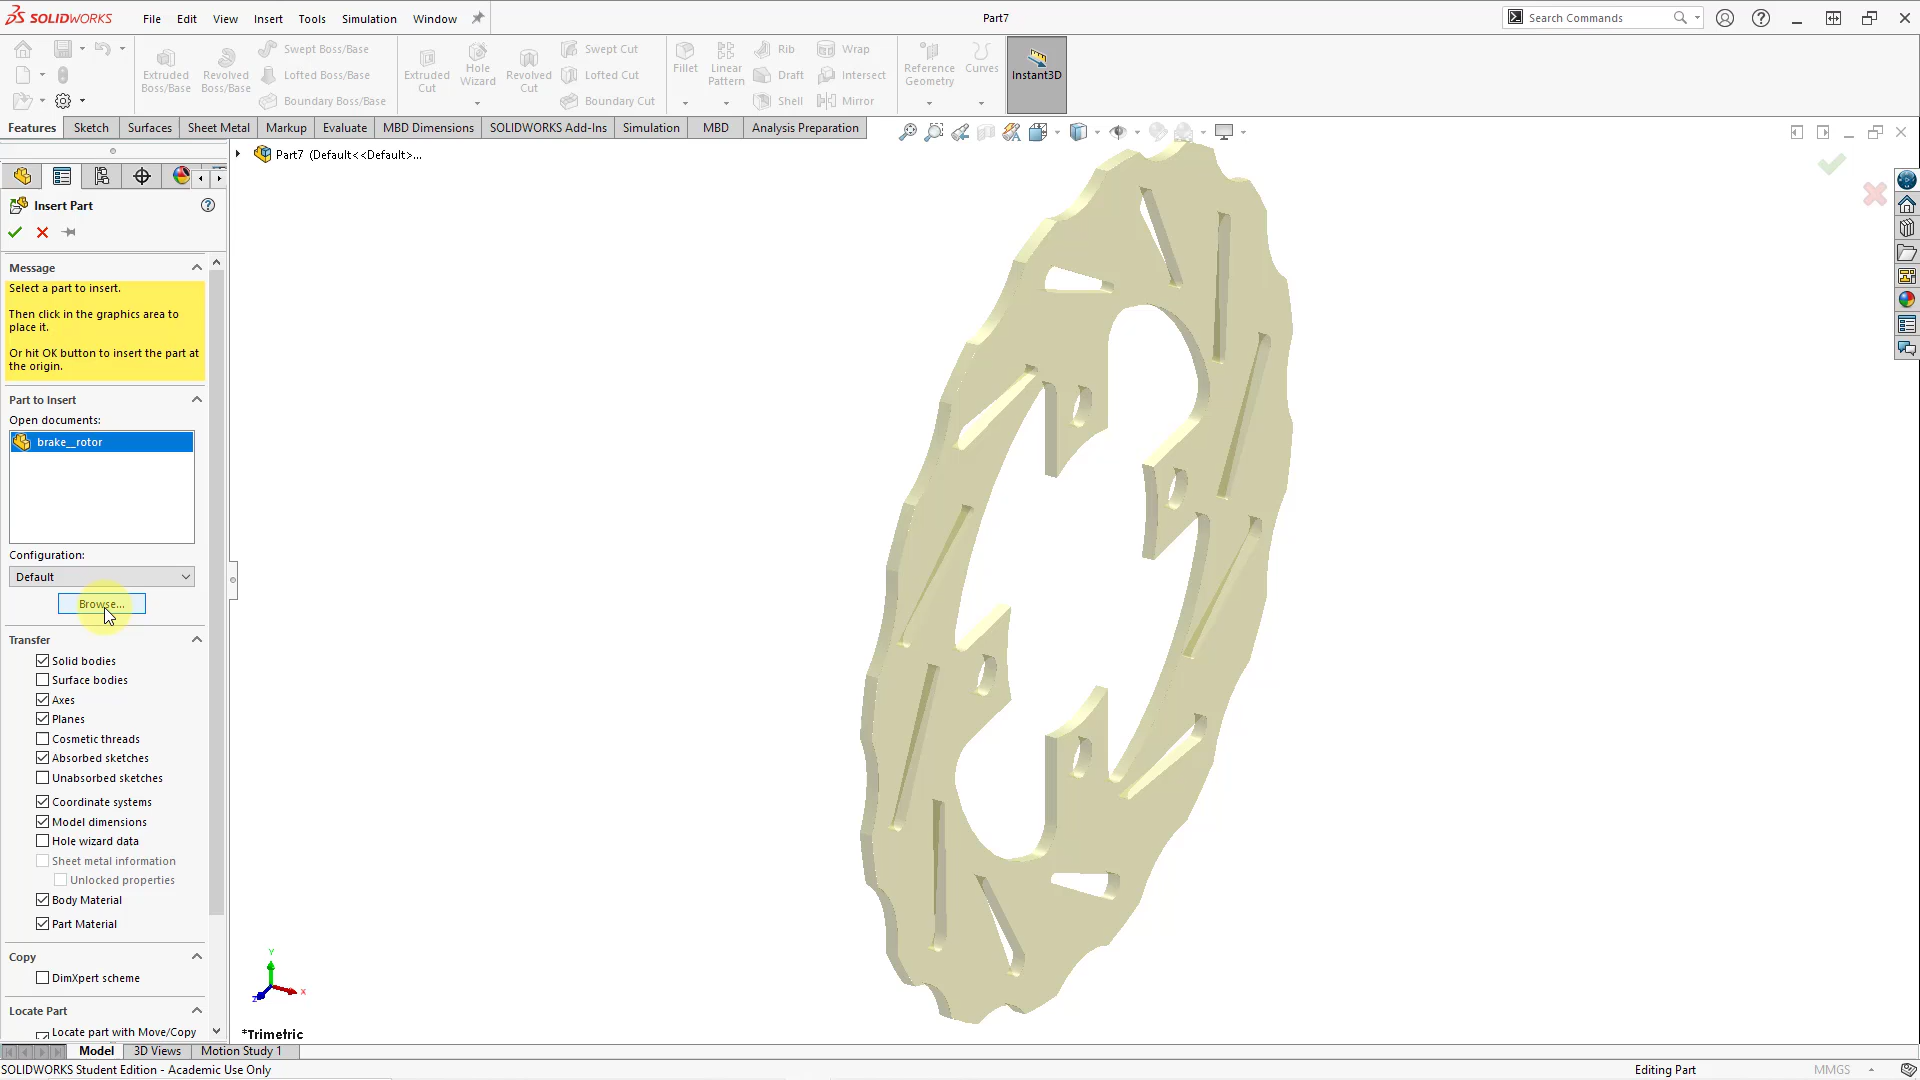 SOLIDWORKS File Edit View Insert Tools Simulation Window Part7 Search Commands
Extruded Boss/Base
Revolved Boss/Base
Swept Boss/Base
Lofted Boss/Base
Boundary Boss/Base
Extruded Cut
Hole Wizard
Revolved Cut
Swept Cut
Lofted Cut
Boundary Cut
Fillet
Linear Pattern
Rib
Draft
Shell
Wrap
Intersect
Mirror
Reference Geometry
Curves
Instant3D
Features Sketch Surfaces Sheet Metal Markup Evaluate MBD Dimensions SOLIDWORKS Add-Ins Simulation MBD Analysis Preparation
Part7 (Default<<Default>...
Insert Part
Message
Select a part to insert.
Then click in the graphics area to
place it.
Or hit OK button to insert the part at
the origin.
Part to Insert
Open documents:
brake__rotor
Configuration:
Default
Browse...
Transfer
Solid bodies
Surface bodies
Axes
Planes
Cosmetic threads
Absorbed sketches
Unabsorbed sketches
Coordinate systems
Model dimensions
Hole wizard data
Sheet metal information
Unlocked properties
Body Material
Part Material
Copy
DimXpert scheme
Locate Part
Locate part with Move/Copy
Y
X
Z
*Trimetric
Model 3D Views Motion Study 1
SOLIDWORKS Student Edition - Academic Use Only Editing Part MMGS